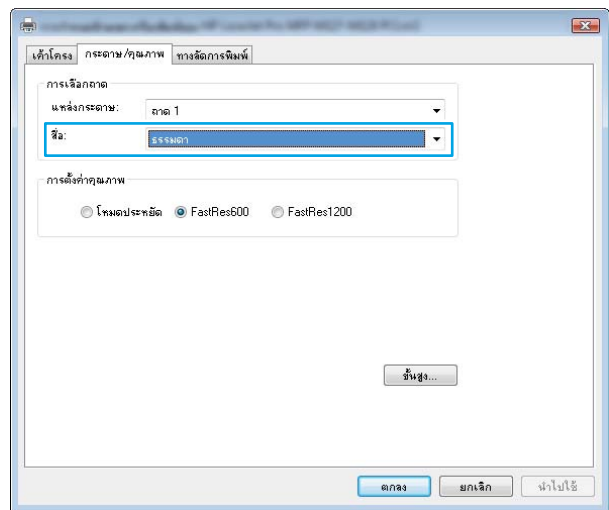 เค้าโครง กระดาษ/คุณภาพ ทางลัดการพิมพ์
การเลือกถาด
แหล่งกระดาษ: ถาด 1
สื่อ: ธรรมดา
การตั้งค่าคุณภาพ
โหมดประหยัด FastRes600 FastRes1200
ขั้นสูง...
ตกลง ยกเลิก นำไปใช้